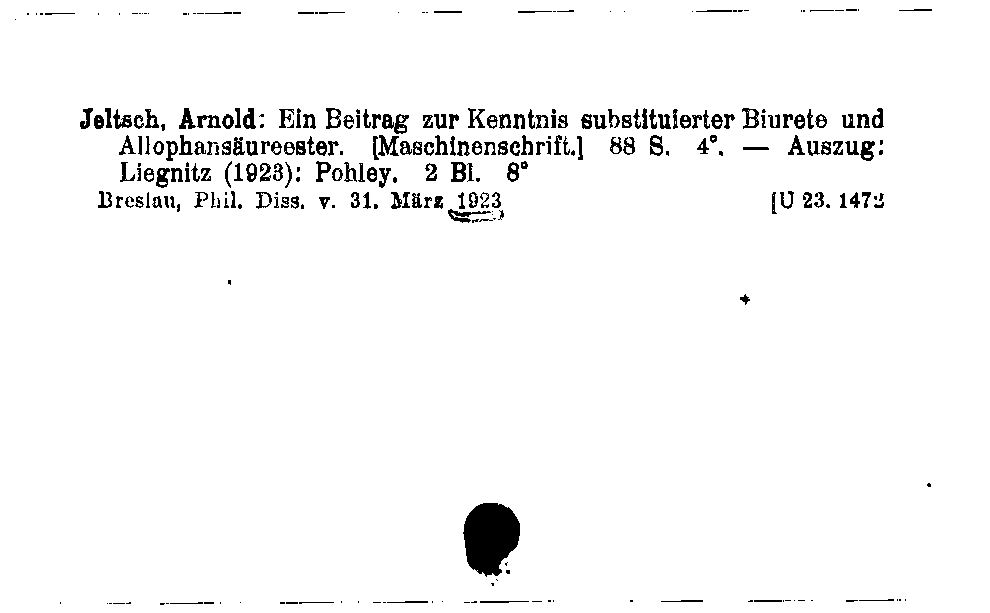 Jeltsch, Arnold: Ein Beitrag zur Kenntnis substituierter Biurete und
Allophansäureester. [Maschinenschrift.] 88 S. 4°. — Auszug:
Liegnitz (1923): Pohley. 2 Bl. 8°
Breslau, Phil. Diss. v. 31. März 1923 [U 23. 1472